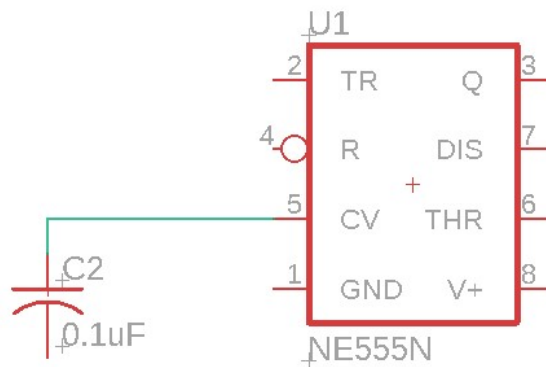 U1
2 TR Q 3
4 R DIS 7
5 CV THR 6
1 GND V+ 8
NE555N
C2
0.1uF